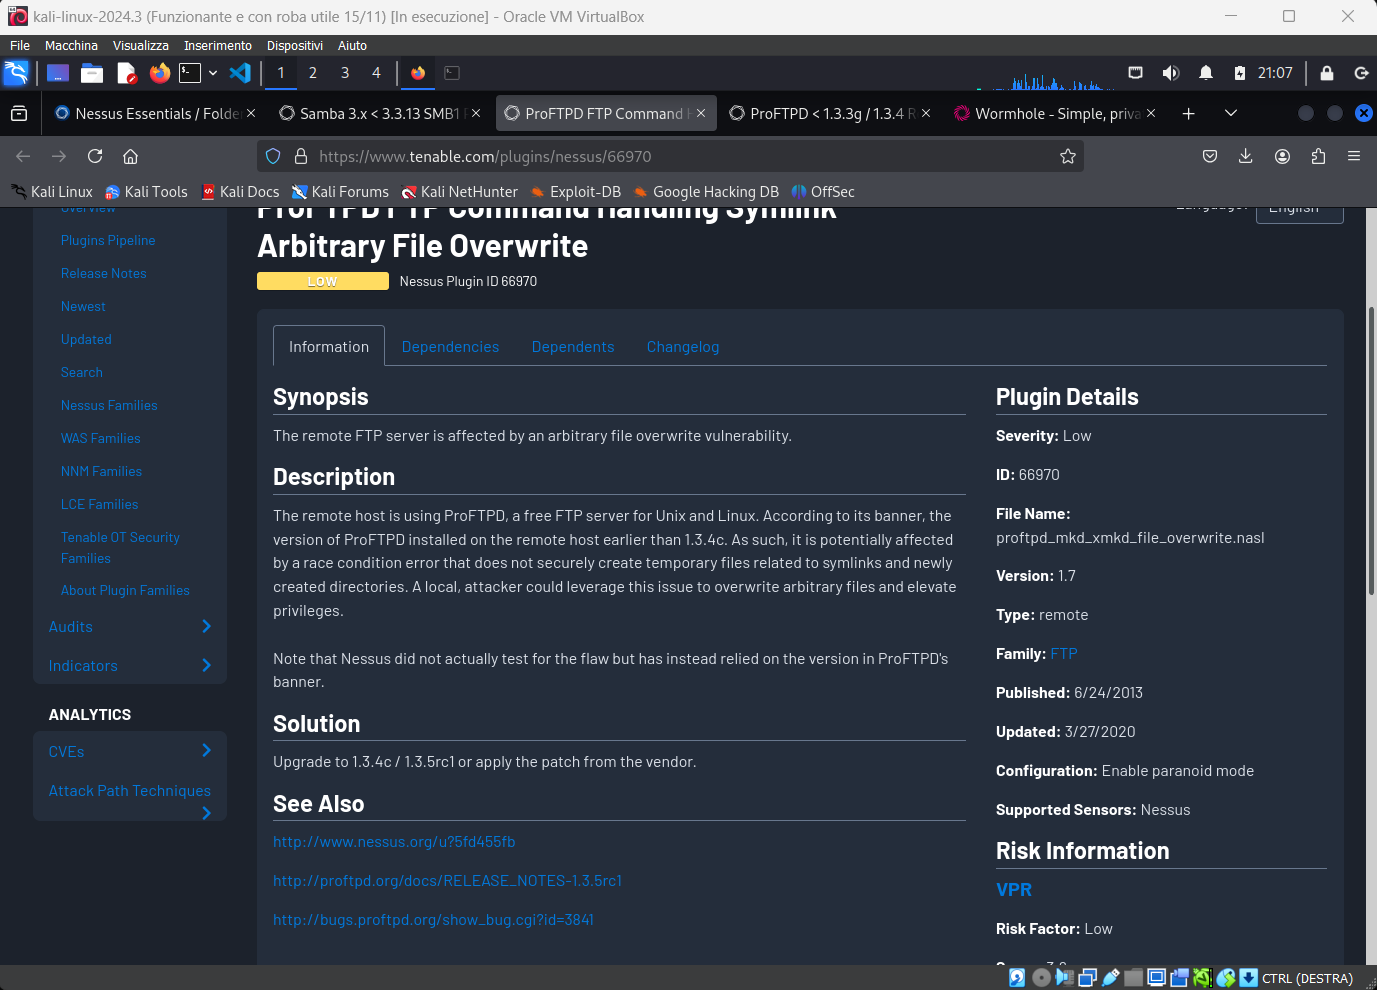 kali-linux-2024.3 (Funzionante e con roba utile 15/11) [In esecuzione] - Oracle VM VirtualBox
File Macchina Visualizza Inserimento Dispositivi Aiuto
1 2 3 4 21:07
Nessus Essentials / Folde Samba 3.x < 3.3.13 SMB1 ProFTPD FTP Command ProFTPD < 1.3.3g / 1.3.4 R Wormhole - Simple, priva
https://www.tenable.com/plugins/nessus/66970
Kali Linux Kali Tools Kali Docs Kali Forums Kali NetHunter Exploit-DB Google Hacking DB OffSec
Overview
Plugins Pipeline
Release Notes
Newest
Updated
Search
Nessus Families
WAS Families
NNM Families
LCE Families
Tenable OT Security
Families
About Plugin Families
Audits
Indicators
ANALYTICS
CVEs
Attack Path Techniques
ProFTPD FTP Command Handling Symlink
Arbitrary File Overwrite
Language: English
LOW Nessus Plugin ID 66970
Information Dependencies Dependents Changelog
Synopsis
The remote FTP server is affected by an arbitrary file overwrite vulnerability.
Description
The remote host is using ProFTPD, a free FTP server for Unix and Linux. According to its banner, the
version of ProFTPD installed on the remote host earlier than 1.3.4c. As such, it is potentially affected
by a race condition error that does not securely create temporary files related to symlinks and newly
created directories. A local, attacker could leverage this issue to overwrite arbitrary files and elevate
privileges.
Note that Nessus did not actually test for the flaw but has instead relied on the version in ProFTPD's
banner.
Solution
Upgrade to 1.3.4c / 1.3.5rc1 or apply the patch from the vendor.
See Also
http://www.nessus.org/u?5fd455fb
http://proftpd.org/docs/RELEASE_NOTES-1.3.5rc1
http://bugs.proftpd.org/show_bug.cgi?id=3841
Plugin Details
Severity: Low
ID: 66970
File Name:
proftpd_mkd_xmkd_file_overwrite.nasl
Version: 1.7
Type: remote
Family: FTP
Published: 6/24/2013
Updated: 3/27/2020
Configuration: Enable paranoid mode
Supported Sensors: Nessus
Risk Information
VPR
Risk Factor: Low
CTRL (DESTRA)